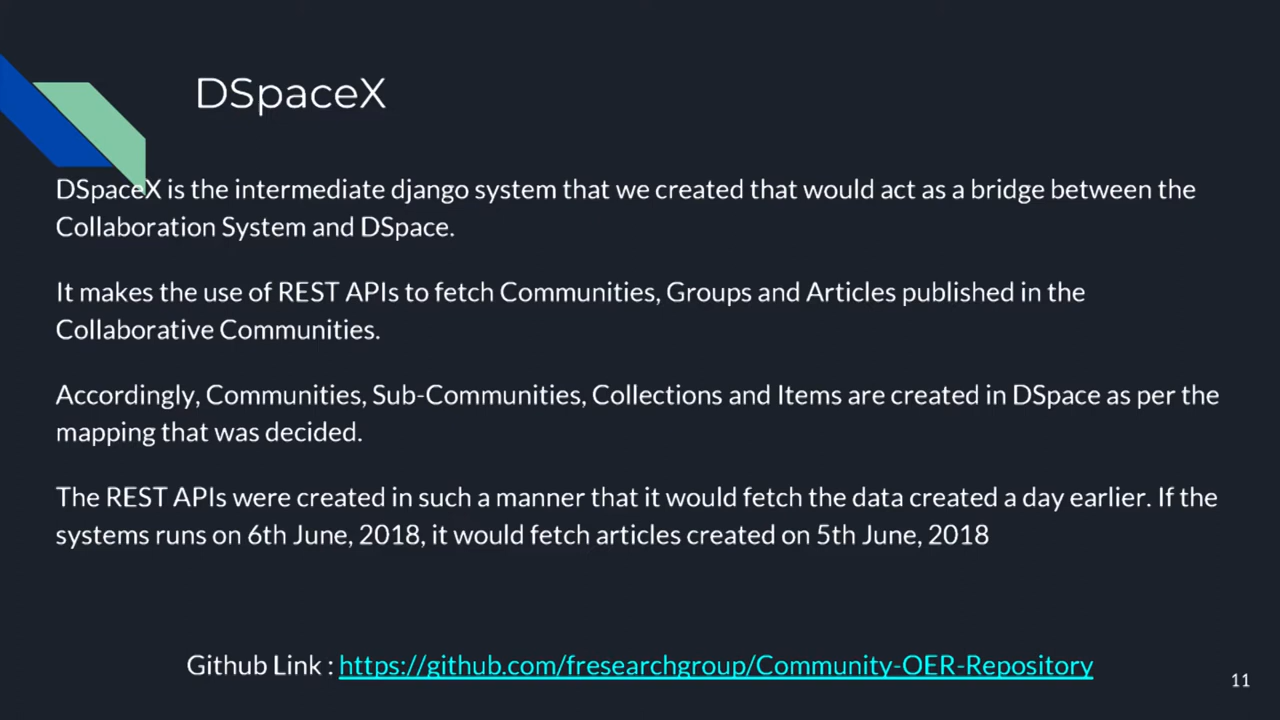 DSpaceX
DSpaceX is the intermediate django system that we created that would act as a bridge between the
Collaboration System and DSpace.
It makes the use of REST APIs to fetch Communities, Groups and Articles published in the
Collaborative Communities.
Accordingly, Communities, Sub-Communities, Collections and Items are created in DSpace as per the
mapping that was decided.
The REST APIs were created in such a manner that it would fetch the data created a day earlier. If the
systems runs on 6th June, 2018, it would fetch articles created on 5th June, 2018
Github Link : https://github.com/fresearchgroup/Community-OER-Repository
11